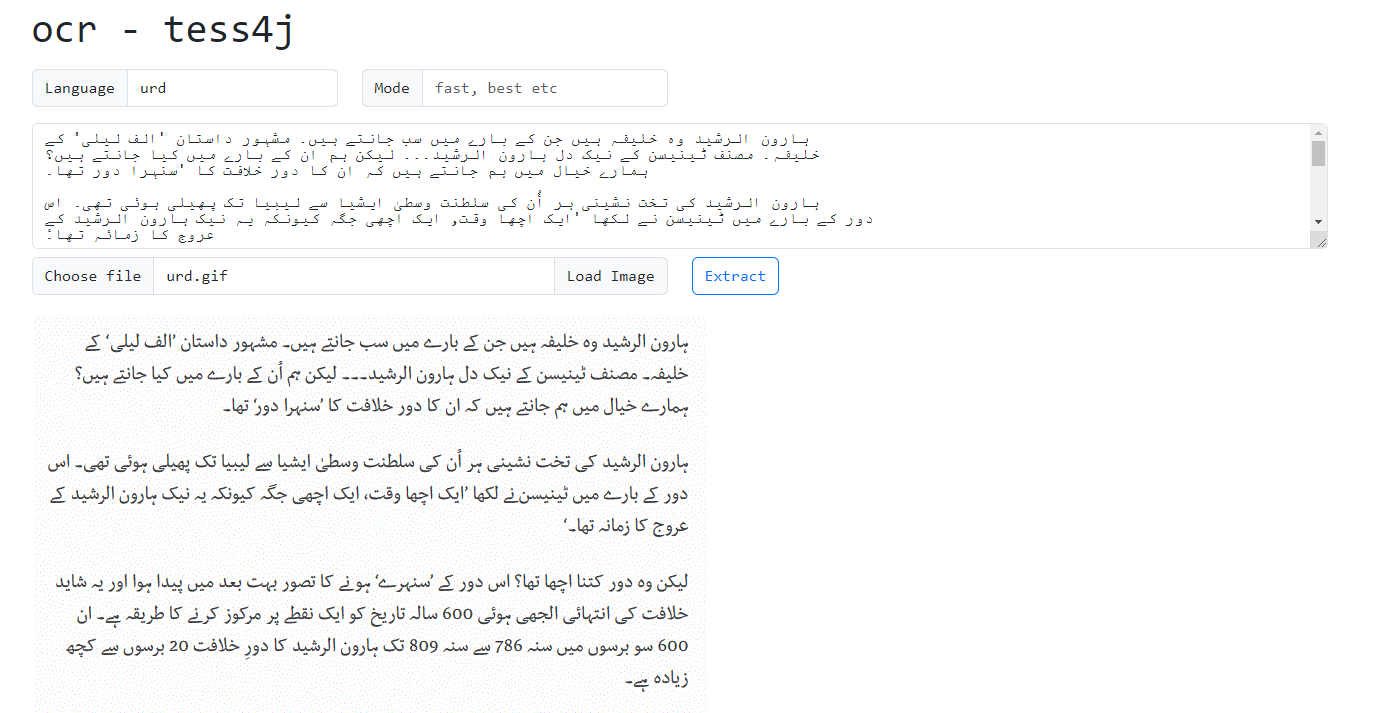 ocr - tess4j
Language urd Mode fast, best etc
ہارون الرشید وہ خلیفہ ہیں جن کے بارے میں سب جانتے ہیں۔ مشہور داستان 'الف لیلی' کے
خلیفہ۔ مصنف ٹینیسن کے نیک دل ہارون الرشید۔۔۔ لیکن ہم ان کے بارے میں کیا جانتے ہیں؟
ہمارے خیال میں ہم جانتے ہیں کہ ان کا دور خلافت کا 'سنہرا دور تھا۔
ہارون الرشید کی تخت نشینی ہر اُن کی سلطنت وسطیٰ ایشیا سے لیبیا تک پھیلی ہوئی تھی۔ اس
دور کے بارے میں ٹینیسن نے لکھا 'ایک اچھا وقت, ایک اچھی جگہ کیونکہ یہ نیک ہارون الرشید کے
عروج کا زمانہ تھا۔
Choose file urd.gif Load Image Extract
ہارون الرشید وہ خلیفہ ہیں جن کے بارے میں سب جانتے ہیں۔ مشہور داستان ’الف لیلی‘ کے
خلیفہ۔ مصنف ٹینیسن کے نیک دل ہارون الرشید۔۔۔ لیکن ہم اُن کے بارے میں کیا جانتے ہیں؟
ہمارے خیال میں ہم جانتے ہیں کہ ان کا دور خلافت کا ’سنہرا دور‘ تھا۔
ہارون الرشید کی تخت نشینی ہر اُن کی سلطنت وسطیٰ ایشیا سے لیبیا تک پھیلی ہوئی تھی۔ اس
دور کے بارے میں ٹینیسن نے لکھا ’ایک اچھا وقت، ایک اچھی جگہ کیونکہ یہ نیک ہارون الرشید کے
عروج کا زمانہ تھا۔‘
لیکن وہ دور کتنا اچھا تھا؟ اس دور کے ’سنہرے‘ ہونے کا تصور بہت بعد میں پیدا ہوا اور یہ شاید
خلافت کی انتہائی الجھی ہوئی 600 سالہ تاریخ کو ایک نقطے پر مرکوز کرنے کا طریقہ ہے۔ ان
600 سو برسوں میں سنہ 786 سے سنہ 809 تک ہارون الرشید کا دورِ خلافت 20 برسوں سے کچھ
زیادہ ہے۔